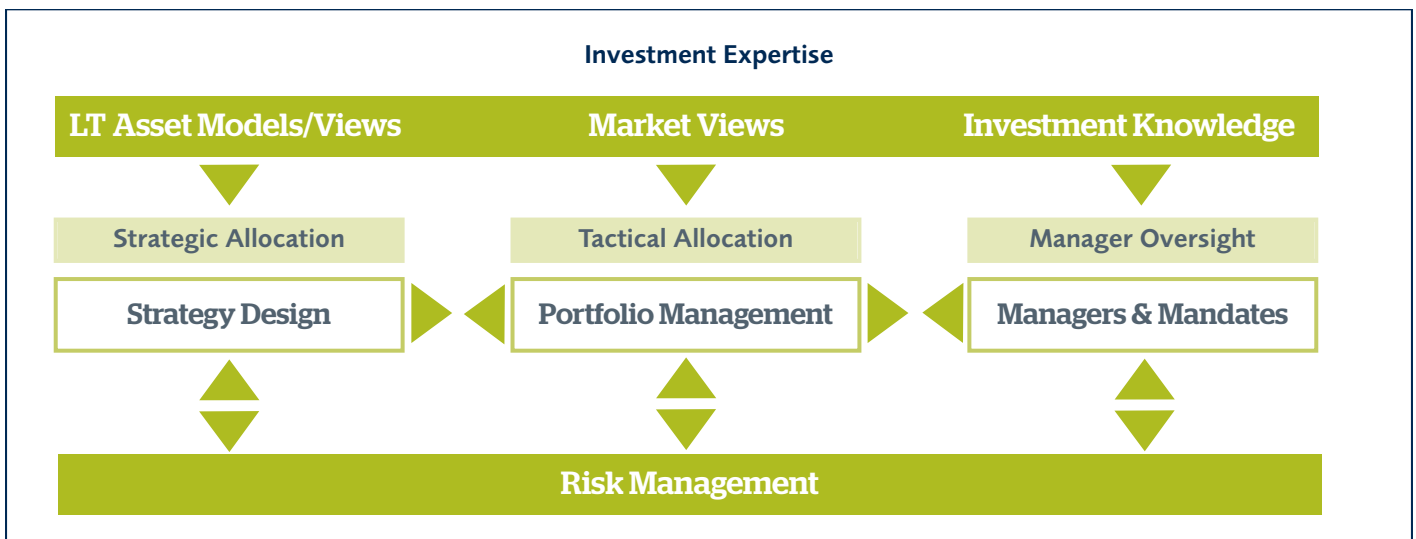 Investment Expertise
LT Asset Models/Views
Market Views
Investment Knowledge
Strategic Allocation
Tactical Allocation
Manager Oversight
Strategy Design
Portfolio Management
Managers & Mandates
Risk Management